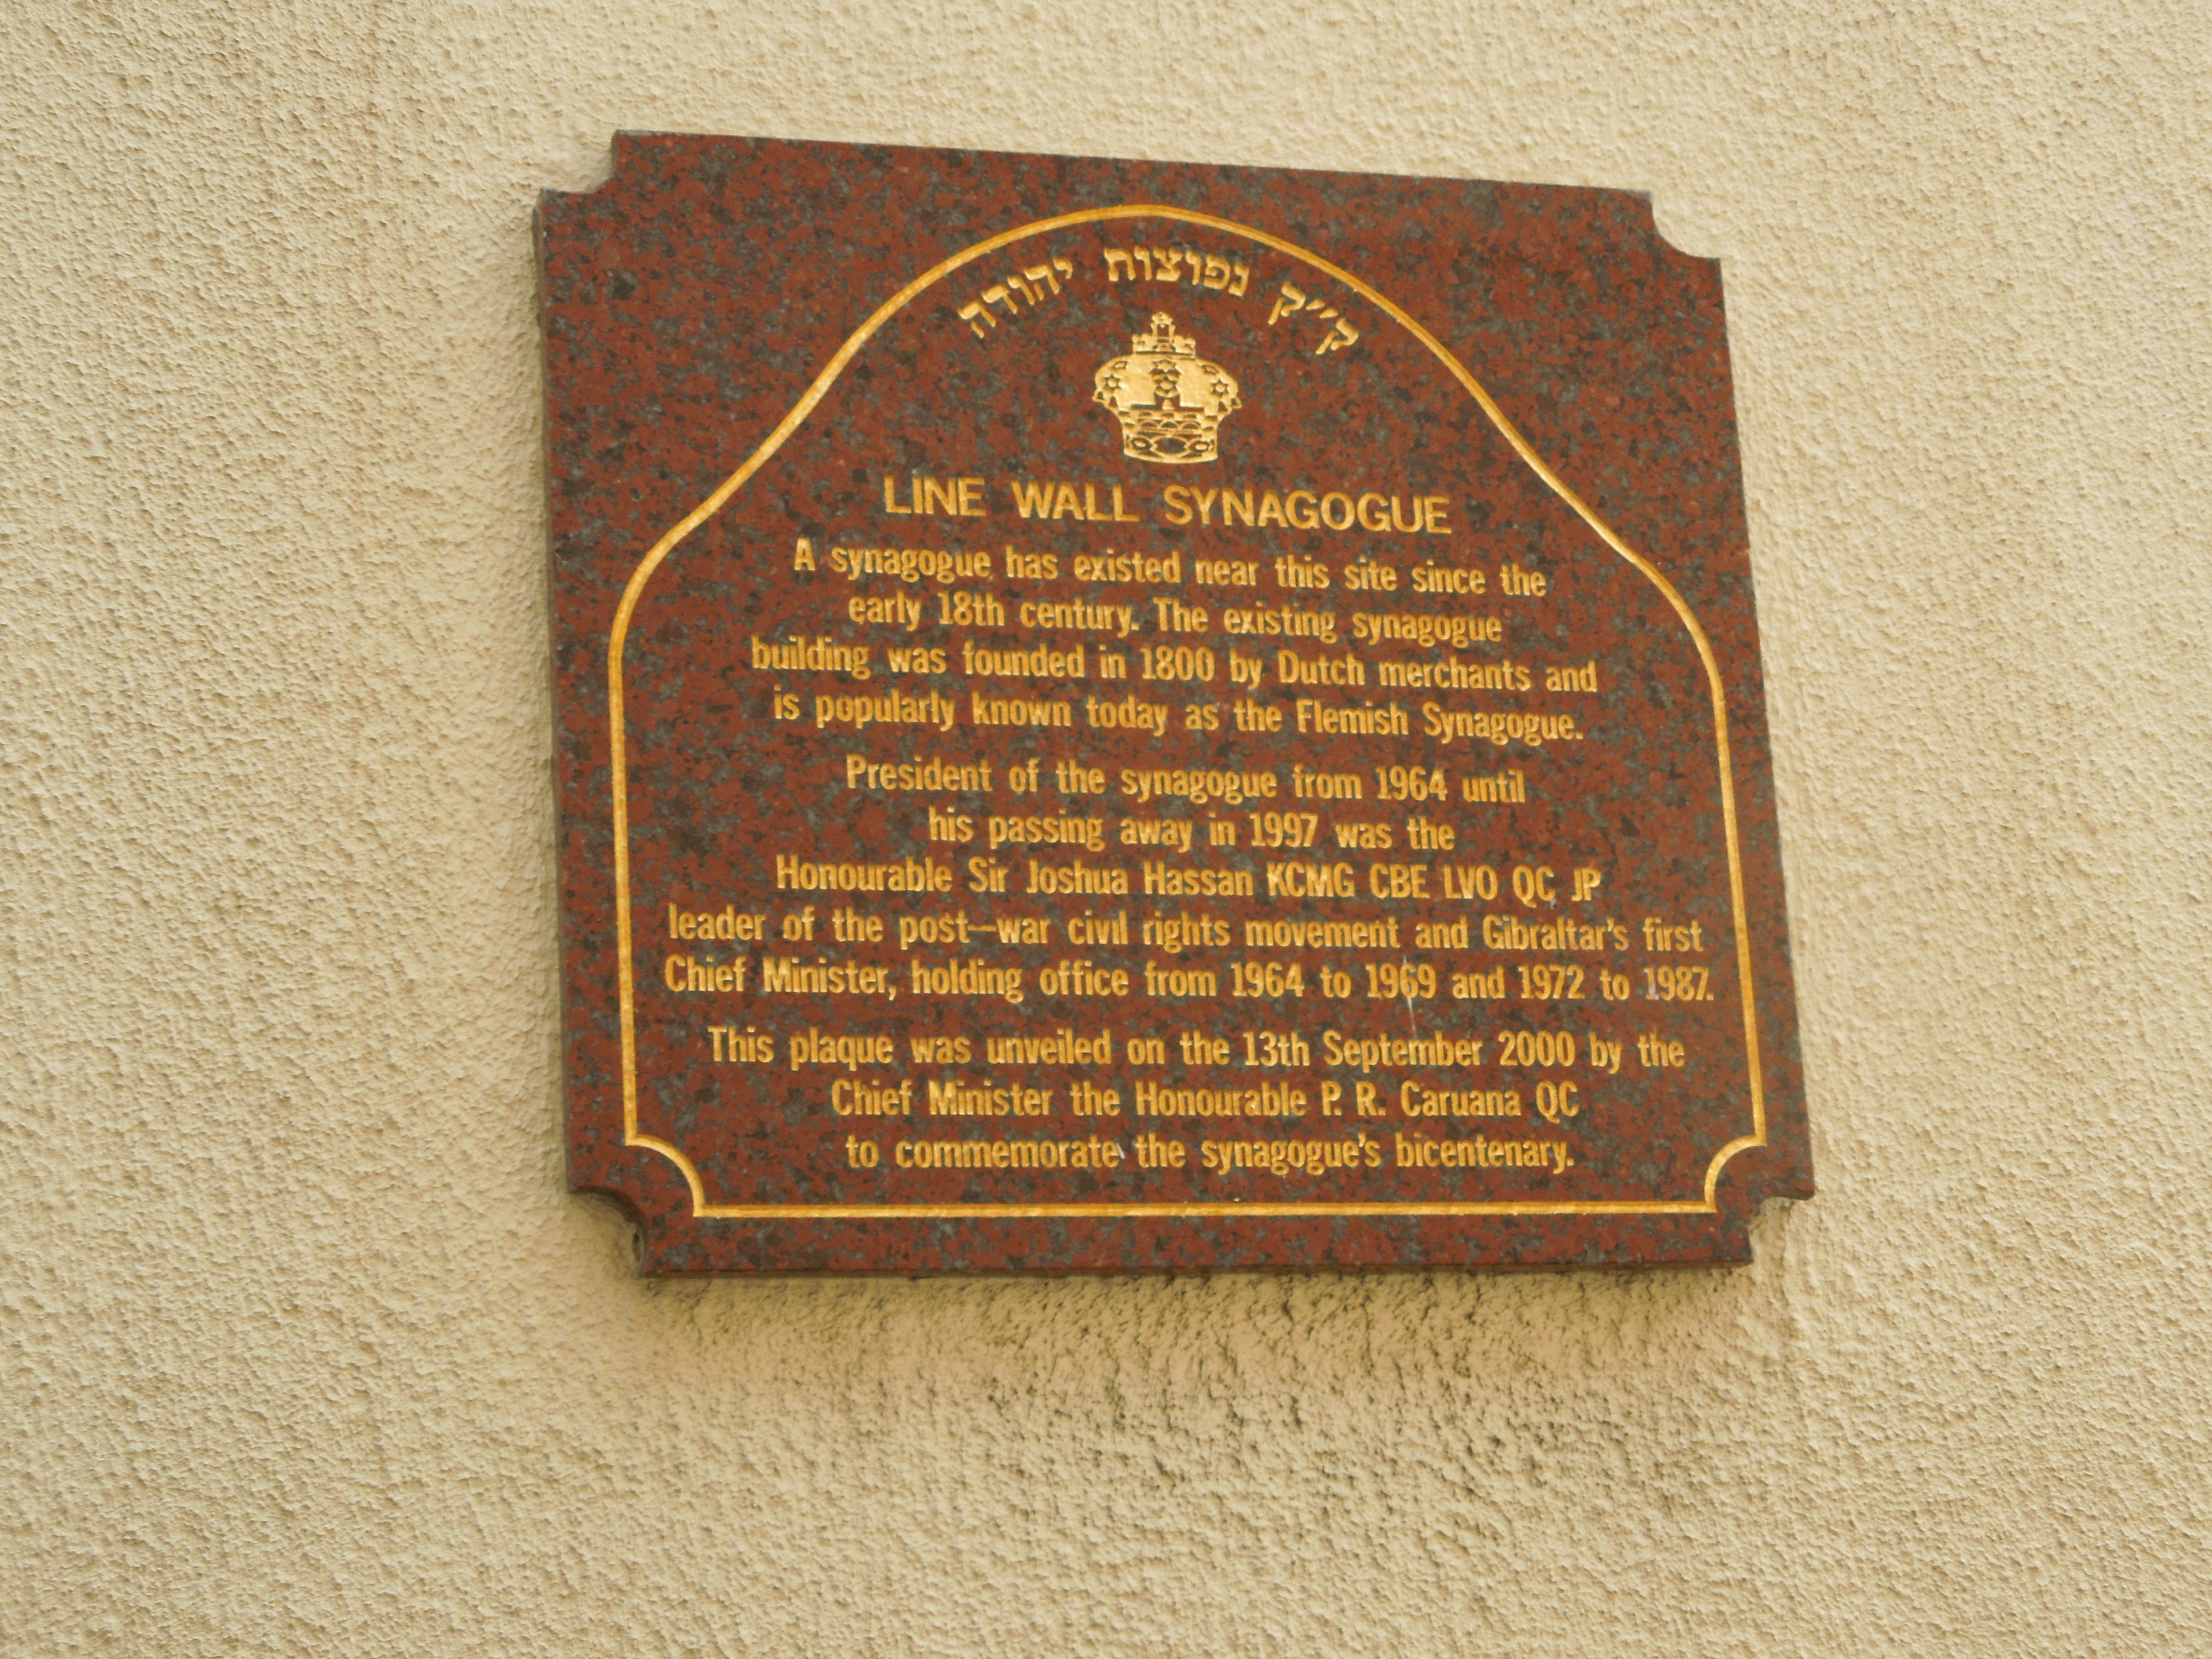 ק״ק נפוצות יהודה
LINE WALL SYNAGOGUE
A synagogue has existed near this site since the
early 18th century. The existing synagogue
building was founded in 1800 by Dutch merchants and
is popularly known today as the Flemish Synagogue.
President of the synagogue from 1964 until
his passing away in 1997 was the
Honourable Sir Joshua Hassan KCMG CBE LVO QC JP
leader of the post—war civil rights movement and Gibraltar's first
Chief Minister, holding office from 1964 to 1969 and 1972 to 1987.
This plaque was unveiled on the 13th September 2000 by the
Chief Minister the Honourable P. R. Caruana QC
to commemorate the synagogue's bicentenary.